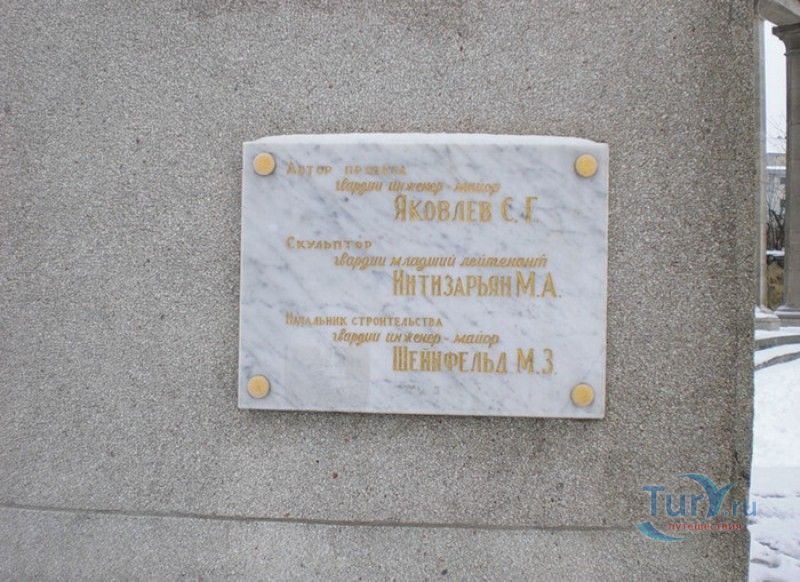 Автор проекта
гвардии инженер-майор
Яковлев С.Г.
Скульптор
гвардии младший лейтенант
Интизарьян М.А.
Начальник строительства
гвардии инженер-майор
Шейнфельд М.З.
Tury.ru
путешествия